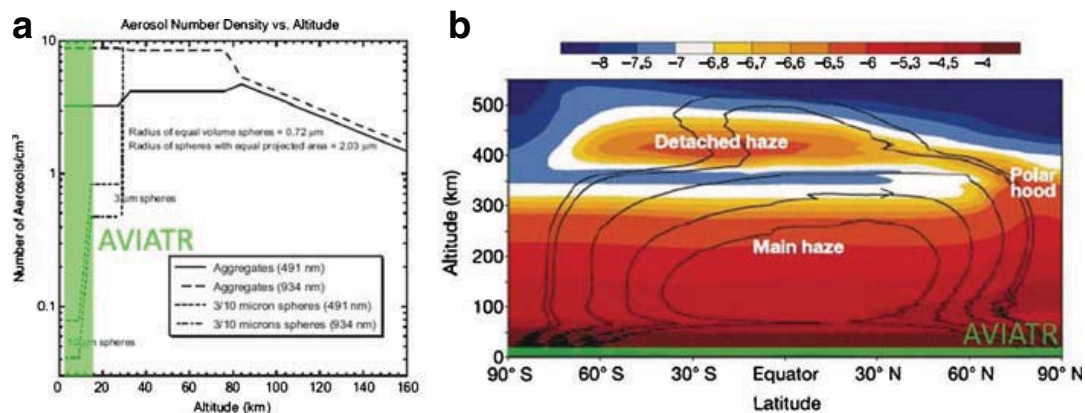 a
Aerosol Number Density vs. Altitude
Number of Aerosols/cm³
10
1
0.1
Radius of equal volume spheres = 0.72 μm
Radius of spheres with equal projected area = 2.03 μm
spheres
AVIATR
Aggregates (491 nm)
Aggregates (934 nm)
3/10 micron spheres (491 nm)
3/10 microns spheres (934 nm)
spheres
0 20 40 60 80 100 120 140 160
Altitude (km)
b
−8 −7.5 −7 −6.8 −6.7 −6.6 −6.5 −6 −5.3 −4.5 −4
Altitude (km)
500
400
300
200
100
0
Detached haze
Polar
hood
Main haze
AVIATR
90° S 60° S 30° S Equator 30° N 60° N 90° N
Latitude